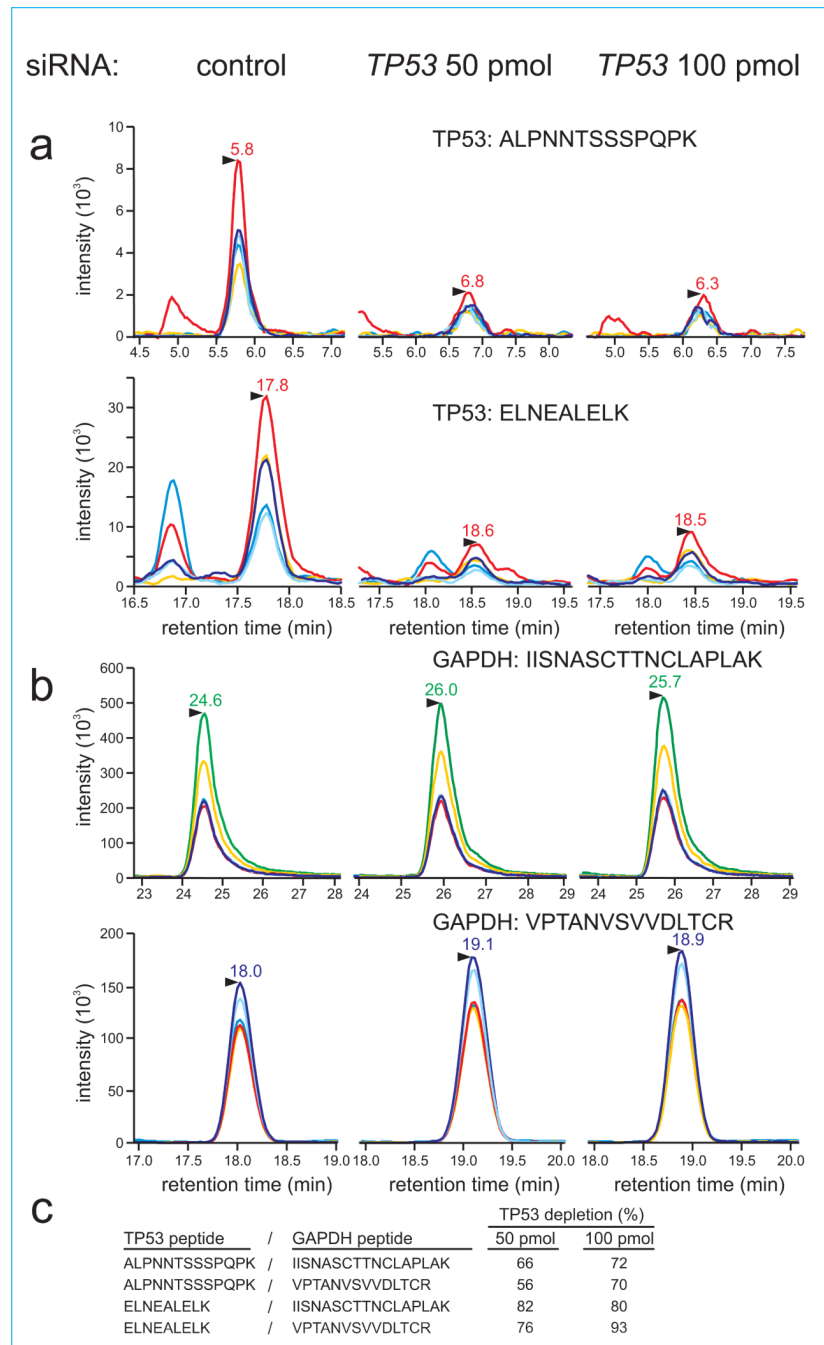 siRNA: control TP53 50 pmol TP53 100 pmol
a
TP53: ALPNNTSSSPQPK
intensity (10³)
10
8
6
4
2
0
5.8
6.8
6.3
4.5 5.0 5.5 6.0 6.5 7.0
5.5 6.0 6.5 7.0 7.5 8.0
5.0 5.5 6.0 6.5 7.0 7.5
TP53: ELNEALELK
intensity (10³)
30
20
10
0
17.8
18.6
18.5
16.5 17.0 17.5 18.0 18.5
17.5 18.0 18.5 19.0 19.5
17.5 18.0 18.5 19.0 19.5
retention time (min) retention time (min) retention time (min)
b
GAPDH: IISNASCTTNCLAPLAK
intensity (10³)
600
500
400
300
200
100
0
24.6
26.0
25.7
23 24 25 26 27 28
24 25 26 27 28 29
24 25 26 27 28 29
GAPDH: VPTANVSVVDLTCR
intensity (10³)
200
150
100
50
0
18.0
19.1
18.9
17.0 17.5 18.0 18.5 19.0
18.0 18.5 19.0 19.5 20.0
18.0 18.5 19.0 19.5 20.0
retention time (min) retention time (min) retention time (min)
c
TP53 depletion (%)
TP53 peptide / GAPDH peptide 50 pmol 100 pmol
ALPNNTSSSPQPK / IISNASCTTNCLAPLAK 66 72
ALPNNTSSSPQPK / VPTANVSVVDLTCR 56 70
ELNEALELK / IISNASCTTNCLAPLAK 82 80
ELNEALELK / VPTANVSVVDLTCR 76 93